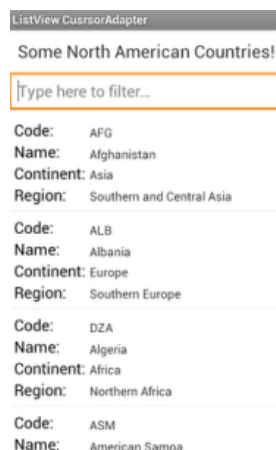 ListView CusrsorAdapter
Some North American Countries!
Type here to filter...
Code: AFG
Name: Afghanistan
Continent: Asia
Region: Southern and Central Asia
Code: ALB
Name: Albania
Continent: Europe
Region: Southern Europe
Code: DZA
Name: Algeria
Continent: Africa
Region: Northern Africa
Code: ASM
Name: American Samoa